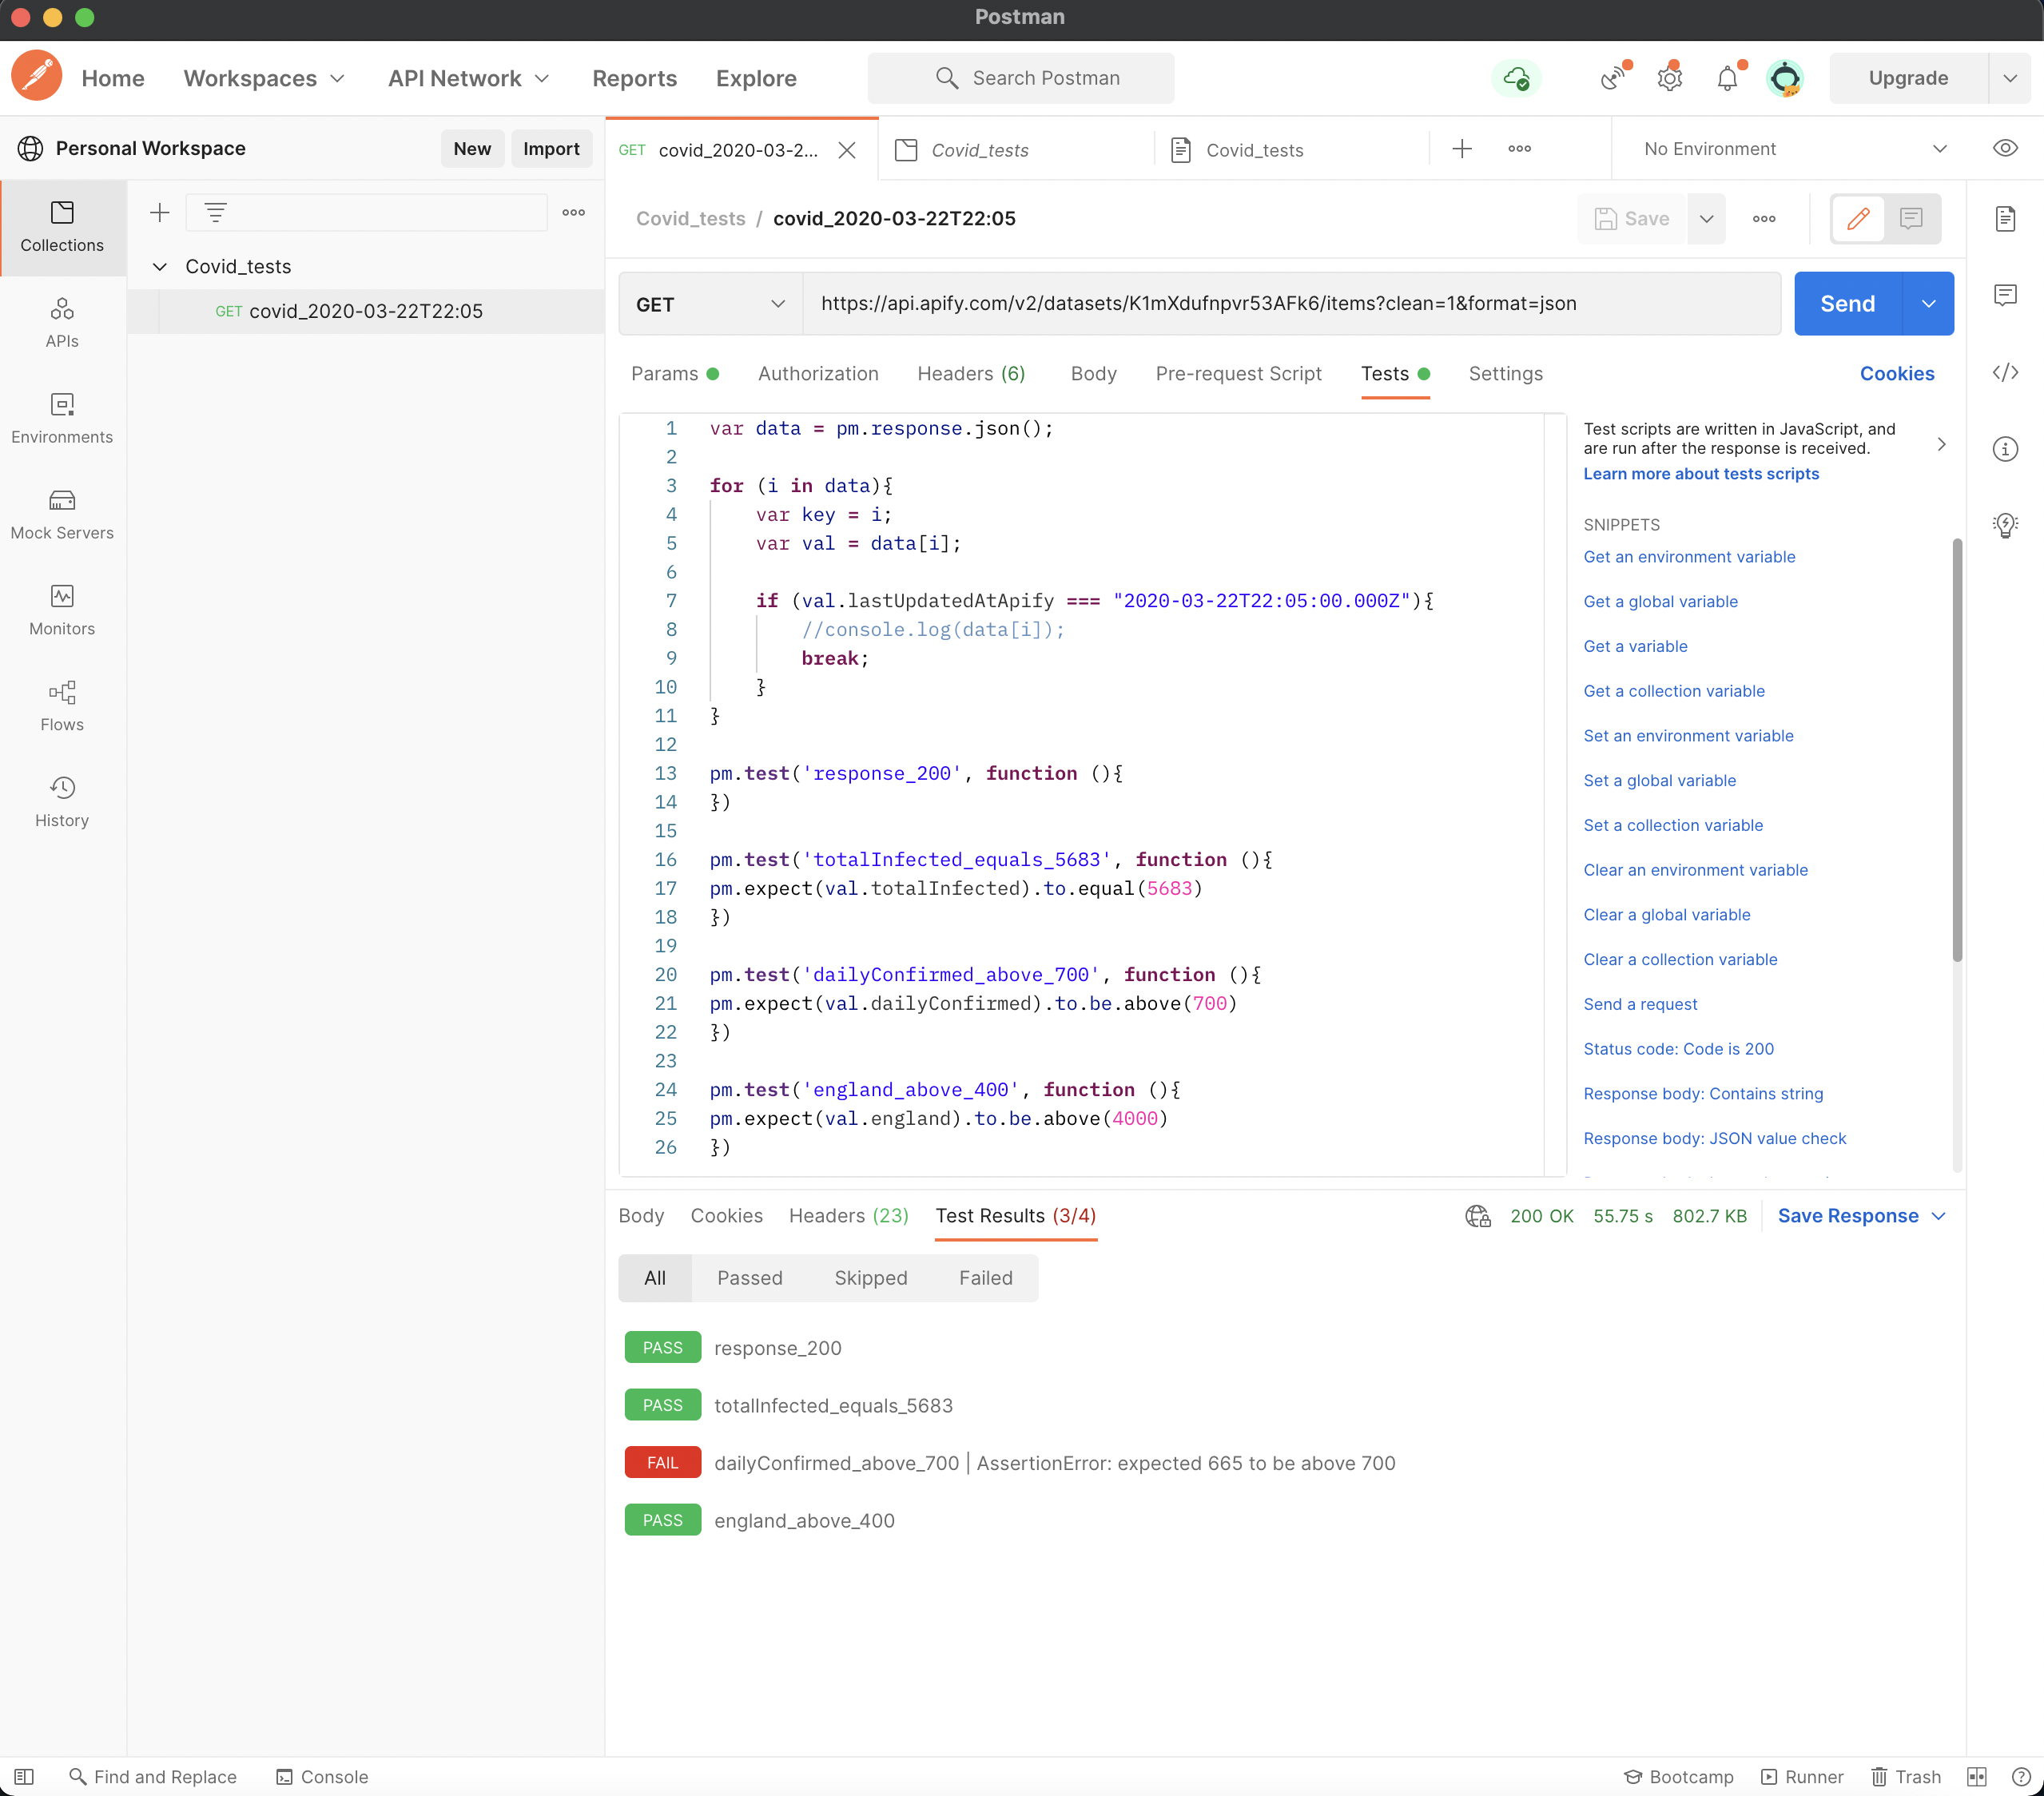 Postman
Home
Workspaces
API Network
Reports
Explore
Search Postman
Upgrade
Personal Workspace
New
Import
GET covid_2020-03-2...
Covid_tests
Covid_tests
No Environment
Collections
APIs
Environments
Mock Servers
Monitors
Flows
History
Covid_tests
GET covid_2020-03-22T22:05
Covid_tests / covid_2020-03-22T22:05
Save
GET
https://api.apify.com/v2/datasets/K1mXdufnpvr53AFk6/items?clean=1&format=json
Send
Params
Authorization
Headers (6)
Body
Pre-request Script
Tests
Settings
Cookies
1 var data = pm.response.json();
2
3 for (i in data){
4 var key = i;
5 var val = data[i];
6
7 if (val.lastUpdatedAtApify === "2020-03-22T22:05:00.000Z"){
8 //console.log(data[i]);
9 break;
10 }
11 }
12
13 pm.test('response_200', function (){
14 })
15
16 pm.test('totalInfected_equals_5683', function (){
17 pm.expect(val.totalInfected).to.equal(5683)
18 })
19
20 pm.test('dailyConfirmed_above_700', function (){
21 pm.expect(val.dailyConfirmed).to.be.above(700)
22 })
23
24 pm.test('england_above_400', function (){
25 pm.expect(val.england).to.be.above(4000)
26 })
Test scripts are written in JavaScript, and
are run after the response is received.
Learn more about tests scripts
SNIPPETS
Get an environment variable
Get a global variable
Get a variable
Get a collection variable
Set an environment variable
Set a global variable
Set a collection variable
Clear an environment variable
Clear a global variable
Clear a collection variable
Send a request
Status code: Code is 200
Response body: Contains string
Response body: JSON value check
Body
Cookies
Headers (23)
Test Results (3/4)
200 OK
55.75 s
802.7 KB
Save Response
All
Passed
Skipped
Failed
PASS response_200
PASS totalInfected_equals_5683
FAIL dailyConfirmed_above_700 | AssertionError: expected 665 to be above 700
PASS england_above_400
Find and Replace
Console
Bootcamp
Runner
Trash